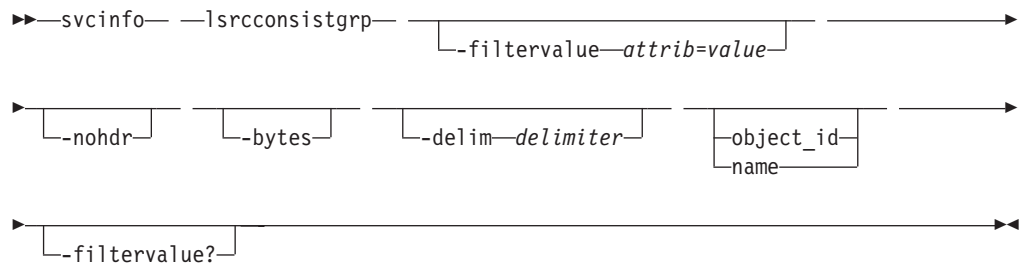 svcinfo lsrcconsistgrp
-filtervalue attrib=value
-nohdr -bytes -delim delimiter object_id
name
-filtervalue?